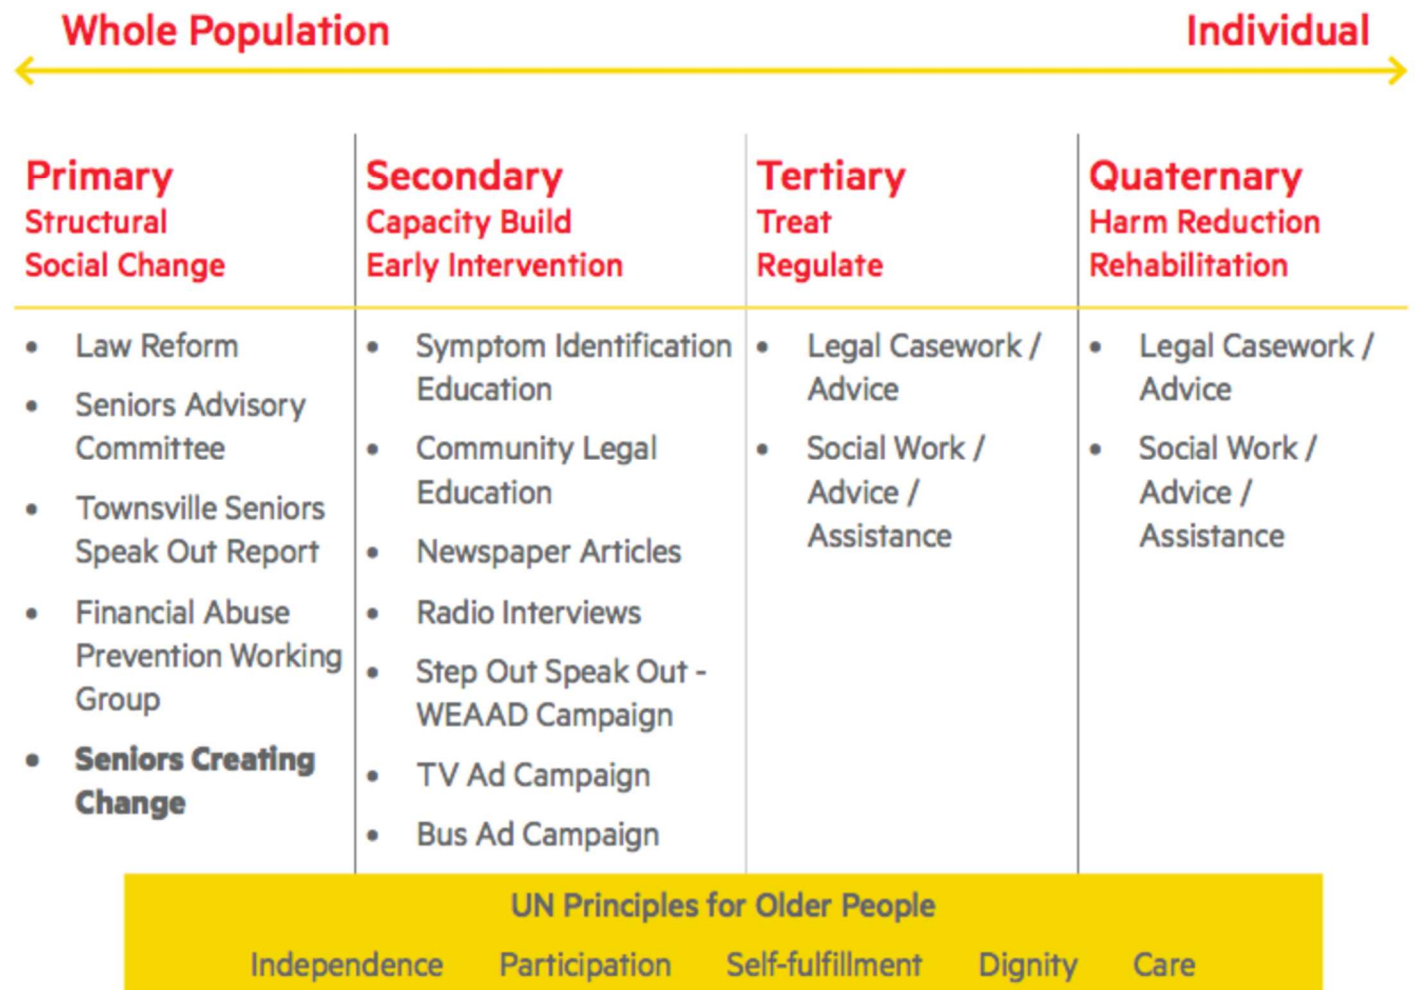 Whole Population
Individual
Primary
Structural
Social Change
• Law Reform
• Seniors Advisory
Committee
• Townsville Seniors
Speak Out Report
• Financial Abuse
Prevention Working
Group
• Seniors Creating
Change
Secondary
Capacity Build
Early Intervention
• Symptom Identification
Education
• Community Legal
Education
• Newspaper Articles
• Radio Interviews
• Step Out Speak Out -
WEAAD Campaign
• TV Ad Campaign
• Bus Ad Campaign
Tertiary
Treat
Regulate
• Legal Casework /
Advice
• Social Work /
Advice /
Assistance
Quaternary
Harm Reduction
Rehabilitation
• Legal Casework /
Advice
• Social Work /
Advice /
Assistance
UN Principles for Older People
Independence Participation Self-fulfillment Dignity Care